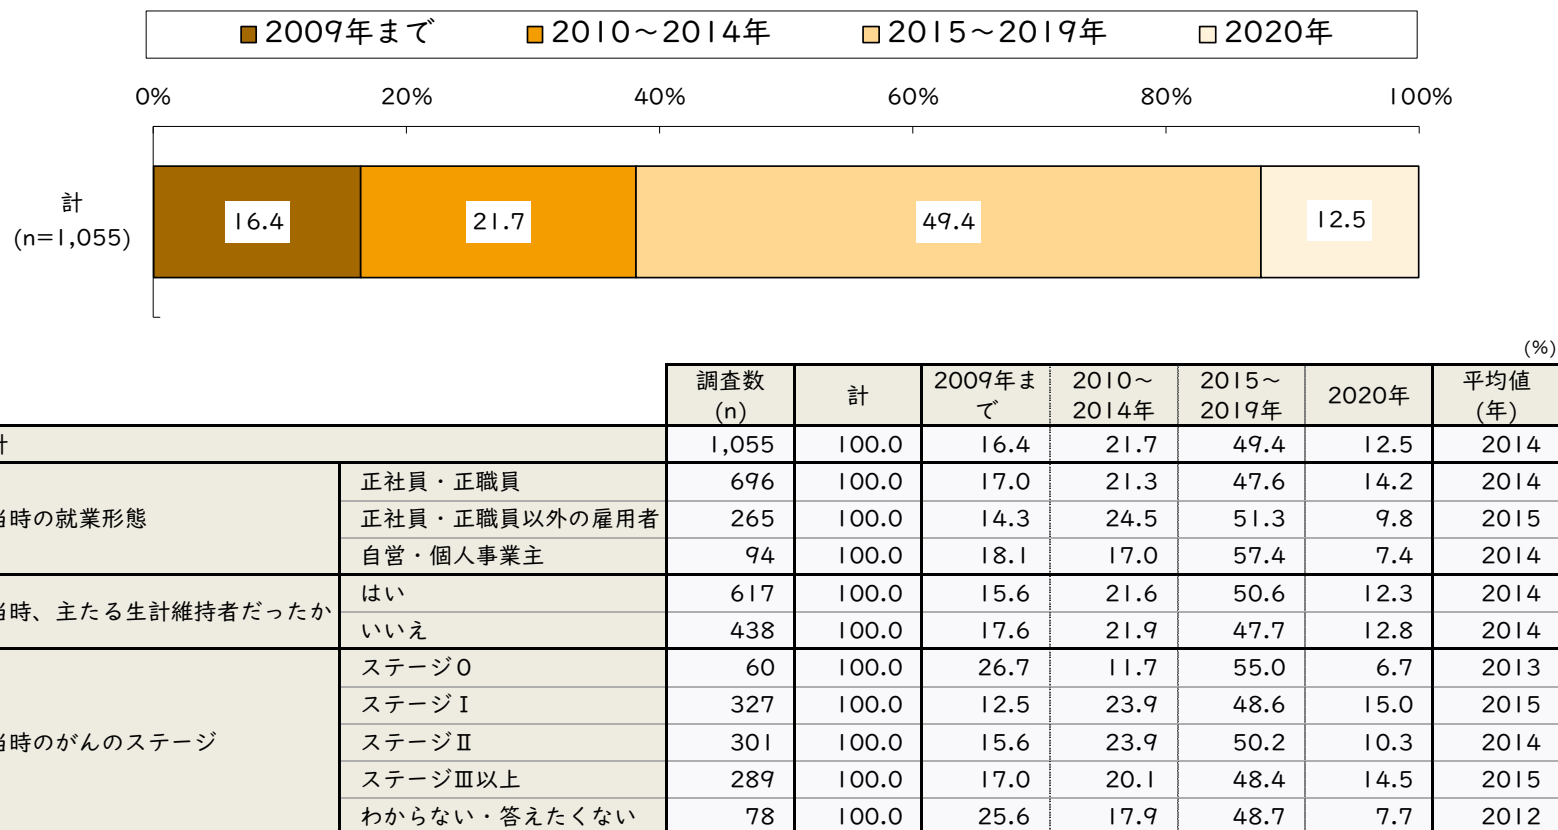 2009年まで 2010～2014年 2015～2019年 2020年
0% 20% 40% 60% 80% 100%
計
(n=1,055)
16.4 21.7 49.4 12.5
(%)
調査数(n) 計 2009年まで 2010～2014年 2015～2019年 2020年 平均値(年)
計 1,055 100.0 16.4 21.7 49.4 12.5 2014
当時の就業形態
正社員・正職員 696 100.0 17.0 21.3 47.6 14.2 2014
正社員・正職員以外の雇用者 265 100.0 14.3 24.5 51.3 9.8 2015
自営・個人事業主 94 100.0 18.1 17.0 57.4 7.4 2014
当時、主たる生計維持者だったか
はい 617 100.0 15.6 21.6 50.6 12.3 2014
いいえ 438 100.0 17.6 21.9 47.7 12.8 2014
当時のがんのステージ
ステージ0 60 100.0 26.7 11.7 55.0 6.7 2013
ステージⅠ 327 100.0 12.5 23.9 48.6 15.0 2015
ステージⅡ 301 100.0 15.6 23.9 50.2 10.3 2014
ステージⅢ以上 289 100.0 17.0 20.1 48.4 14.5 2015
わからない・答えたくない 78 100.0 25.6 17.9 48.7 7.7 2012